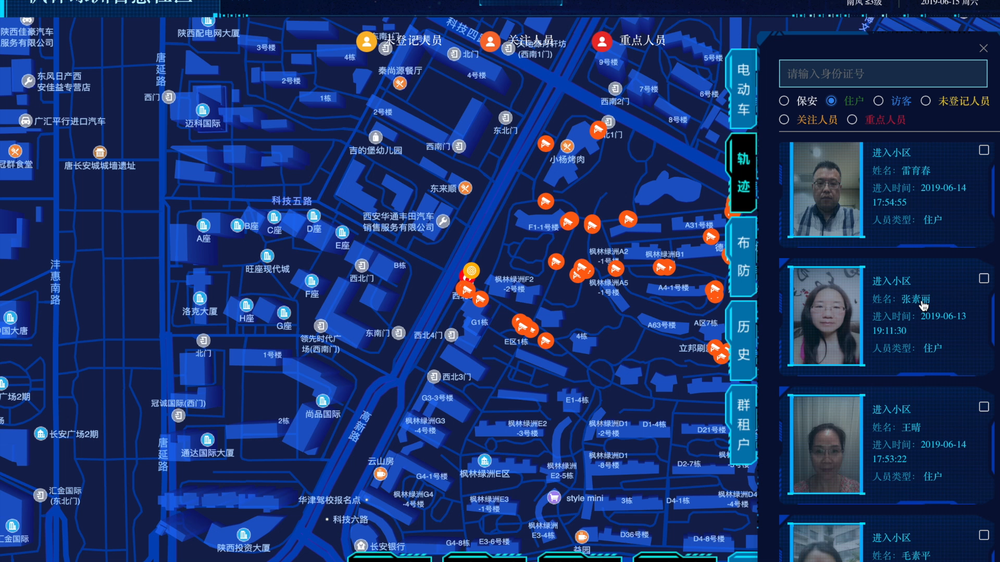 南风 ≤3级
2019-06-15 周六
陕西佳豪汽车
服务有限公司
陕西配电网大厦
科技四路
未登记人员
关注人员
重点人员
3号楼
4栋
北门
(西南1门)
9号楼
5号楼
唐延路
东风日产西
安佳益专营店
秦尚源餐厅
2号楼
4号楼
7号楼
6号楼
西门
1栋
西南2门
2号楼
8号楼
广汇平行进口汽车
迈科国际
东北门
北1门
吉的堡幼儿园
西南门
冠群食堂
唐长安城城墙遗址
小杨烤肉
东来顺
科技五路
西安华通丰田汽车
销售服务有限公司
A座
B座
C座
D座
E座
F1-1号楼
A31号楼
旺座现代城
B栋
西北门
枫林绿洲A2
-1号楼
枫林绿洲B1
沣惠南路
F座
枫林绿洲F2
-2号楼
枫林绿洲A5
-1号楼
A4-1号楼
洛克大厦
H座
G座
中国大唐
领先时代广
场(西南门)
东南门
西北4门
G1栋
E区1栋
4栋
A63号楼
A区7栋
立邦刷新
北门
1号楼
西北3门
广场2期
冠诚国际(西门)
尚品国际
G3-3号楼
E1-4栋
2栋
高新路
枫林绿洲G3
-4号楼
枫林绿洲E2
-3号楼
枫林绿洲D1
-2号楼
D1-4栋
D21号楼
长安广场2期
唐延路
通达国际大厦
云山房
枫林绿洲E区
枫林绿洲
E2-5栋
枫林绿洲D1
-8号楼
D2-7栋
G4-1号楼
汇金国际
(东北门)
华津驾校报名点
枫林绿洲G4
-4号楼
枫林绿洲E3
-1号楼
style mini
3栋
D4-1栋
枫林绿洲D4
-4号楼
科技六路
枫林绿洲
E3-4栋
汇金国际
陕西投资大厦
长安银行
G4-8栋
E3-6号楼
益园
D36号楼
D4-8号楼
电动车
轨迹
布防
历史
群租户
请输入身份证号
保安 住户 访客 未登记人员
关注人员 重点人员
进入小区
姓名：雷育春
进入时间：2019-06-14
17:54:55
人员类型：住户
进入小区
姓名：张素丽
进入时间：2019-06-13
19:11:30
人员类型：住户
进入小区
姓名：王晴
进入时间：2019-06-14
17:53:22
人员类型：住户
进入小区
姓名：毛素平